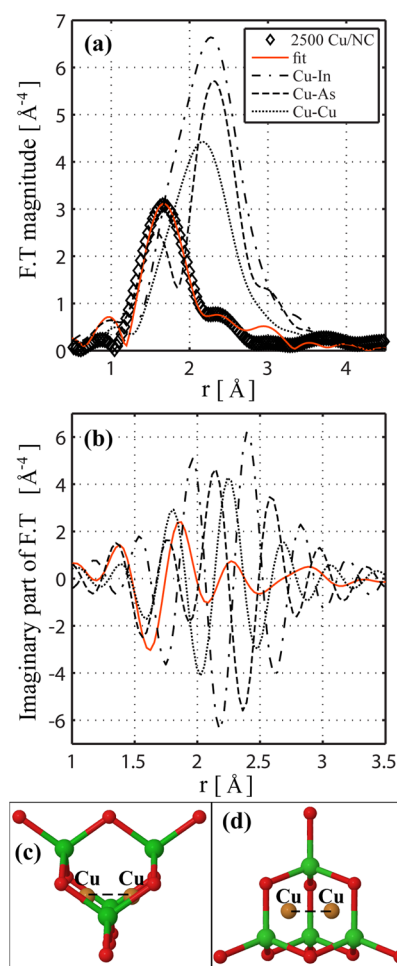 (a)
2500 Cu/NC
fit
Cu-In
Cu-As
Cu-Cu
F.T magnitude [ Å⁻⁴ ]
7
6
5
4
3
2
1
0
1 2 3 4
r [ Å ]
(b)
Imaginary part of F.T [ Å⁻⁴ ]
6
4
2
0
-2
-4
-6
1 1.5 2 2.5 3 3.5
r [ Å ]
(c)
Cu Cu
(d)
Cu Cu